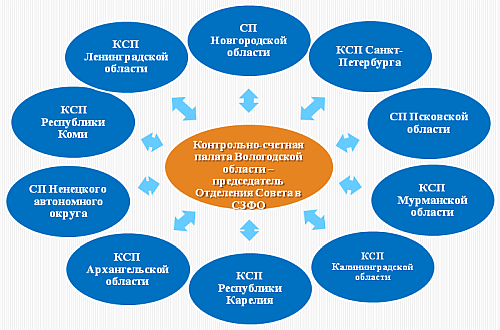 СП
Новгородской
области
КСП
Ленинградской
области
КСП Санкт-
Петербурга
КСП
Республики
Коми
СП Псковской
области
Контрольно-счетная
палата Вологодской
области –
председатель
Отделения Совета в
СЗФО
СП Ненецкого
автономного
округа
КСП
Мурманской
области
КСП
Архангельской
области
КСП
Республики
Карелия
КСП
Калининградской
области